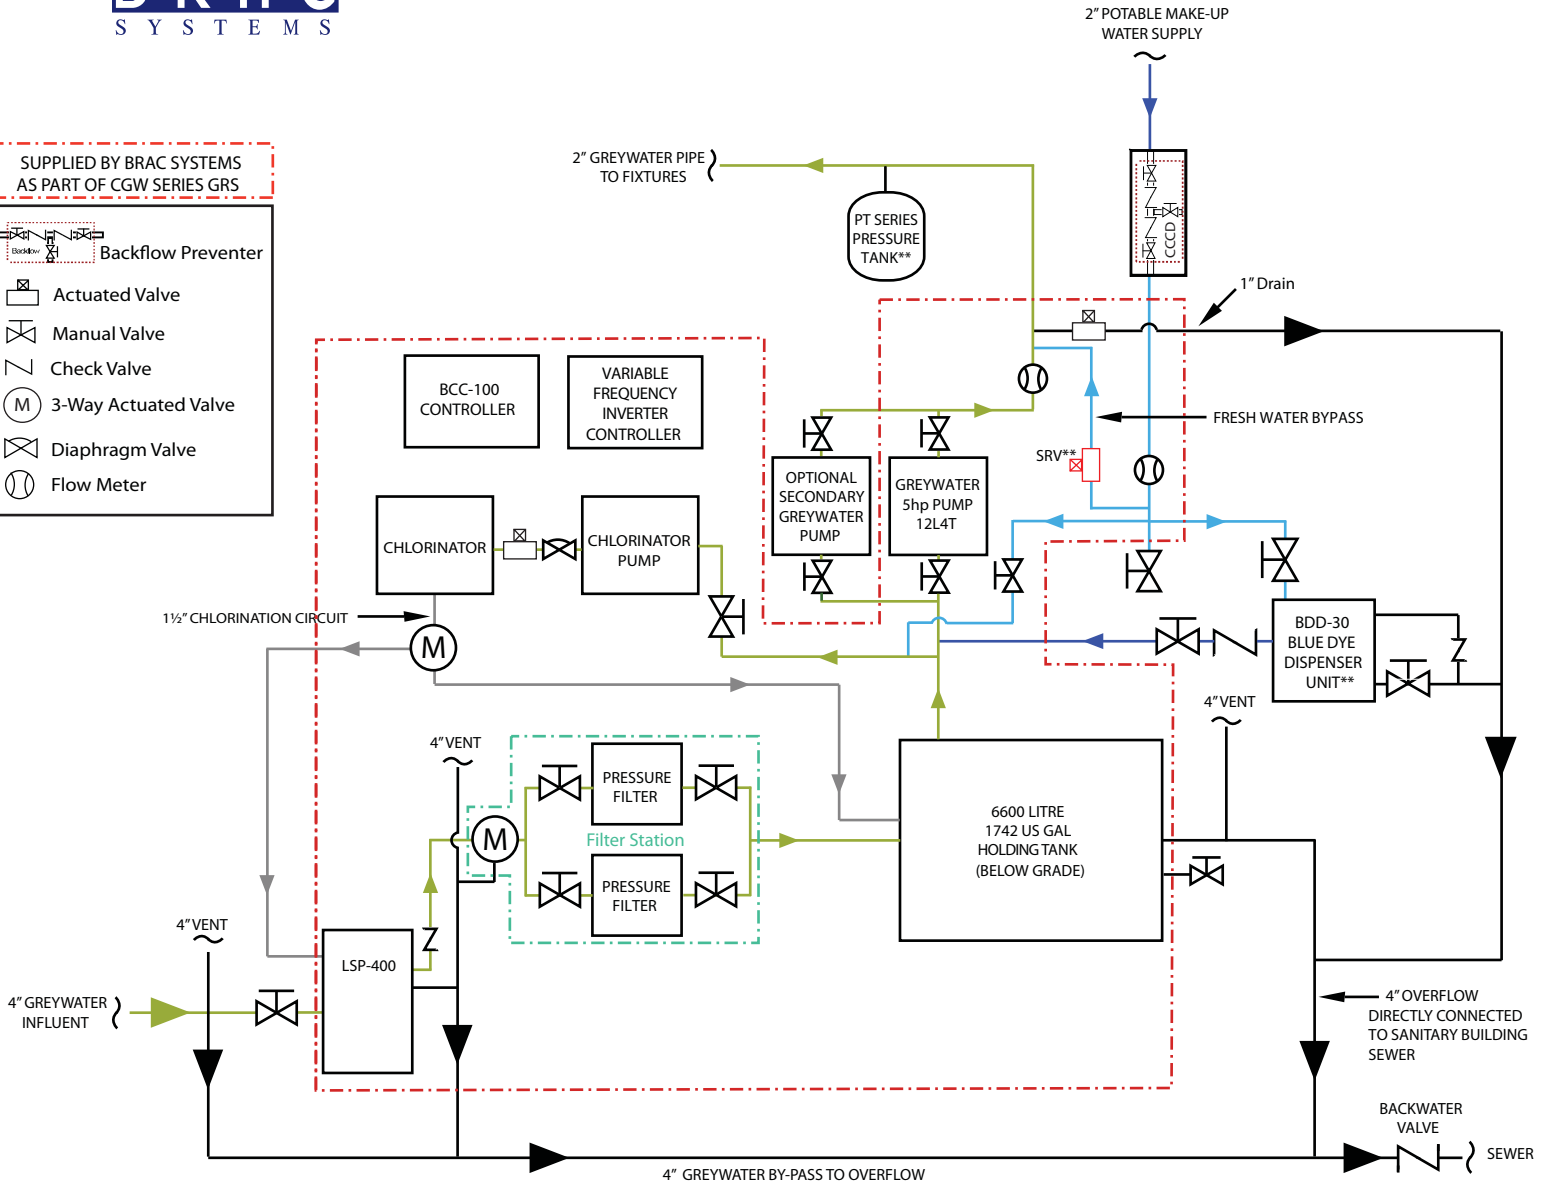 SYSTEMS
2" POTABLE MAKE-UP
WATER SUPPLY
SUPPLIED BY BRAC SYSTEMS
AS PART OF CGW SERIES GRS
Backflow
Backflow Preventer
Actuated Valve
Manual Valve
Check Valve
M
3-Way Actuated Valve
Diaphragm Valve
Flow Meter
2" GREYWATER PIPE
TO FIXTURES
PT SERIES
PRESSURE
TANK**
CCCD
1" Drain
BCC-100
CONTROLLER
VARIABLE
FREQUENCY
INVERTER
CONTROLLER
FRESH WATER BYPASS
SRV**
OPTIONAL
SECONDARY
GREYWATER
PUMP
GREYWATER
5hp PUMP
12L4T
CHLORINATOR
CHLORINATOR
PUMP
1½" CHLORINATION CIRCUIT
M
BDD-30
BLUE DYE
DISPENSER
UNIT**
4" VENT
4" VENT
PRESSURE
FILTER
M
Filter Station
PRESSURE
FILTER
6600 LITRE
1742 US GAL
HOLDING TANK
(BELOW GRADE)
4" VENT
LSP-400
4" GREYWATER
INFLUENT
4" OVERFLOW
DIRECTLY CONNECTED
TO SANITARY BUILDING
SEWER
BACKWATER
VALVE
SEWER
4" GREYWATER BY-PASS TO OVERFLOW